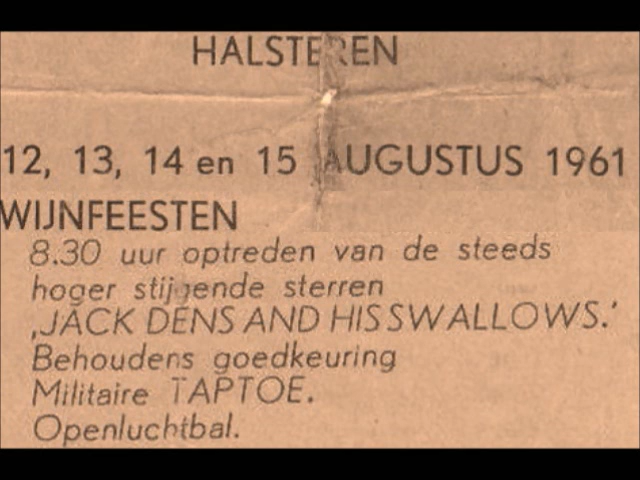 HALSTEREN
12, 13, 14 en 15 AUGUSTUS 1961
WIJNFEESTEN
8.30 uur optreden van de steeds
hoger stijgende sterren
‚JACK DENS AND HIS SWALLOWS.’
Behoudens goedkeuring
Militaire TAPTOE.
Openluchtbal.